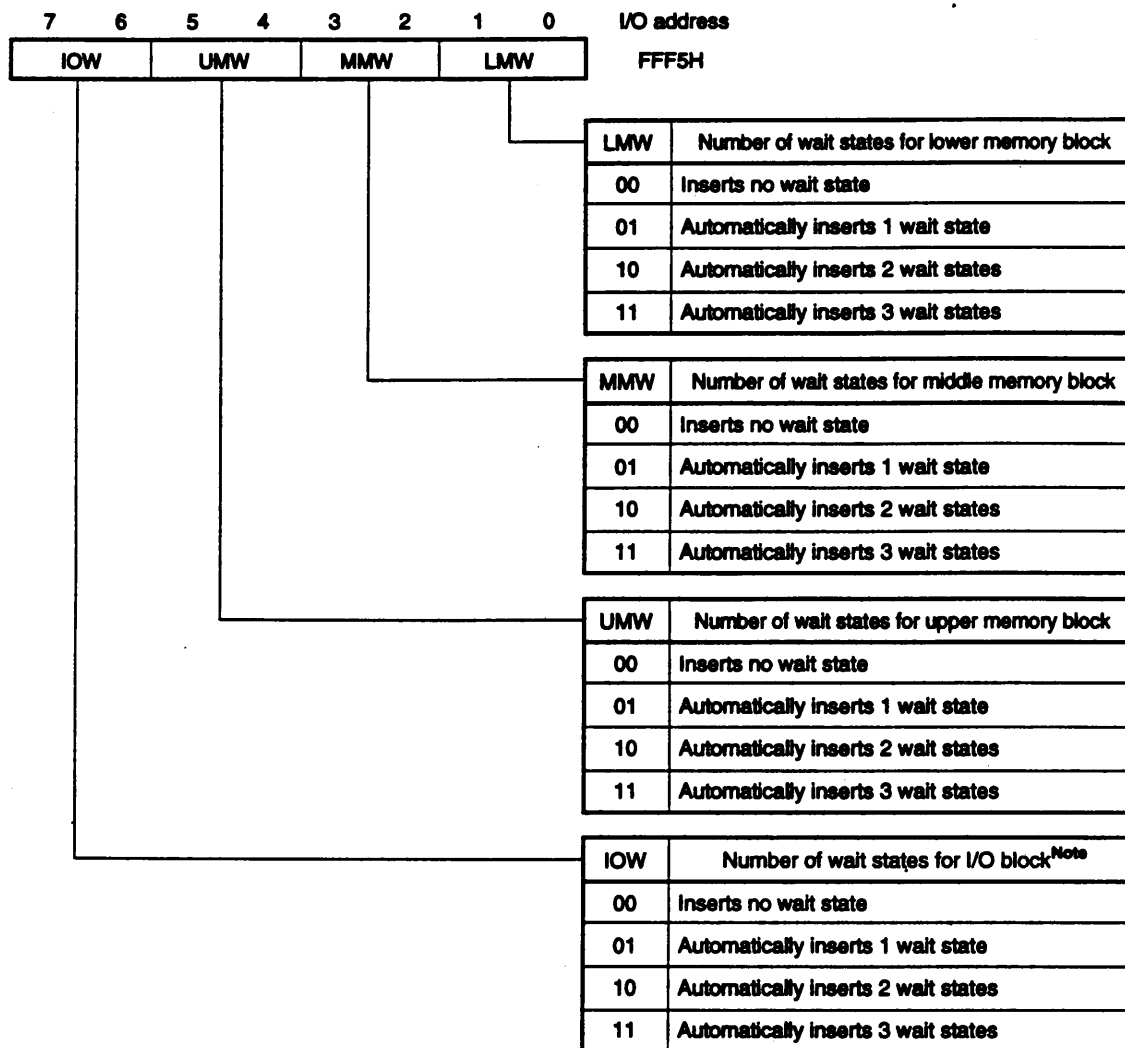 7 6 5 4 3 2 1 0 I/O address
IOW UMW MMW LMW FFF5H
LMW Number of wait states for lower memory block
00 Inserts no wait state
01 Automatically inserts 1 wait state
10 Automatically inserts 2 wait states
11 Automatically inserts 3 wait states
MMW Number of wait states for middle memory block
00 Inserts no wait state
01 Automatically inserts 1 wait state
10 Automatically inserts 2 wait states
11 Automatically inserts 3 wait states
UMW Number of wait states for upper memory block
00 Inserts no wait state
01 Automatically inserts 1 wait state
10 Automatically inserts 2 wait states
11 Automatically inserts 3 wait states
IOW Number of wait states for I/O block Note
00 Inserts no wait state
01 Automatically inserts 1 wait state
10 Automatically inserts 2 wait states
11 Automatically inserts 3 wait states